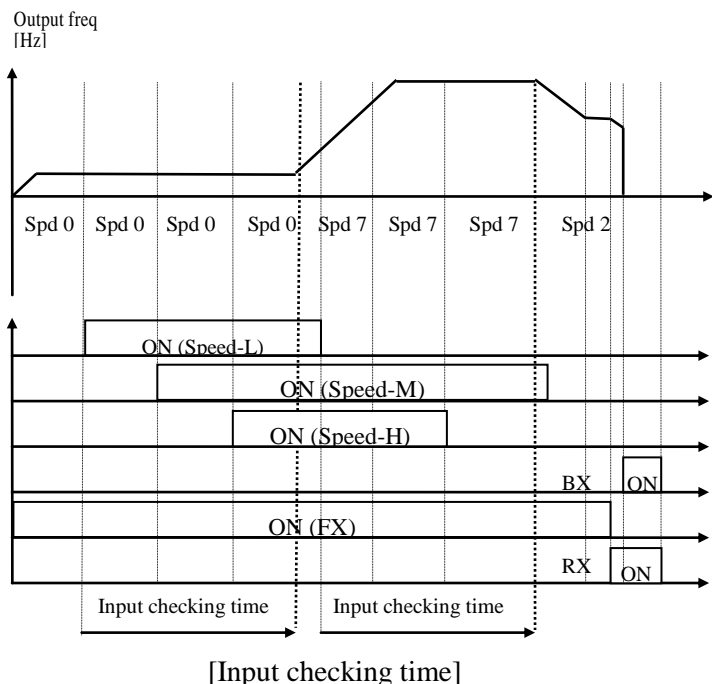 Output freq
[Hz]
Spd 0 Spd 0 Spd 0 Spd 0 Spd 7 Spd 7 Spd 7 Spd 2
ON (Speed-L)
ON (Speed-M)
ON (Speed-H)
BX ON
ON (FX)
RX ON
Input checking time Input checking time
[Input checking time]